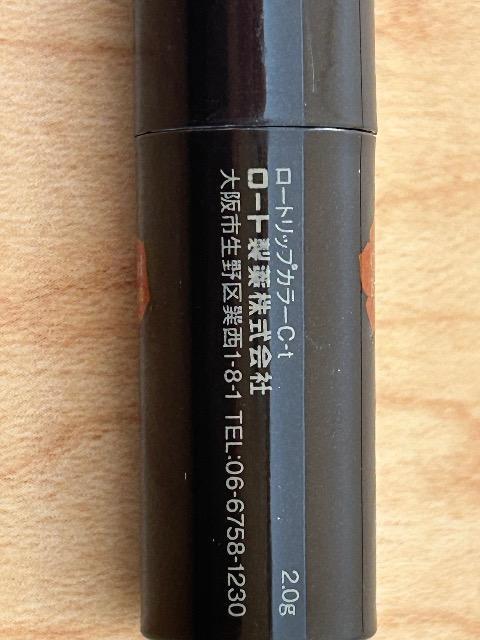 ロートリップカラーC-t 2.0g
ロート製薬株式会社
大阪市生野区巽西1-8-1 TEL:06-6758-1230